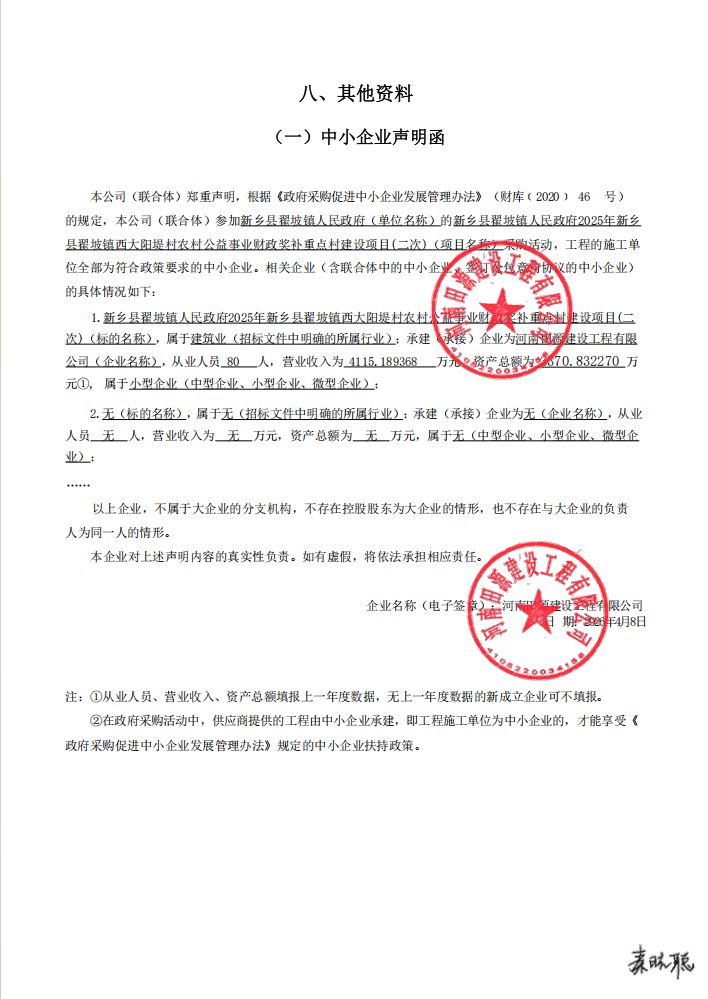 八、其他资料
（一）中小企业声明函
本公司（联合体）郑重声明，根据《政府采购促进中小企业发展管理办法》（财库﹝2020﹞ 46 号）
的规定，本公司（联合体）参加新乡县翟坡镇人民政府（单位名称）的新乡县翟坡镇人民政府2025年新乡
县翟坡镇西大阳堤村农村公益事业财政奖补重点村建设项目(二次)（项目名称）采购活动，工程的施工单
位全部为符合政策要求的中小企业。相关企业（含联合体中的中小企业、签订分包意向协议的中小企业）
的具体情况如下：
1.新乡县翟坡镇人民政府2025年新乡县翟坡镇西大阳堤村农村公益事业财政奖补重点村建设项目(二
次)（标的名称），属于建筑业（招标文件中明确的所属行业）；承建（承接）企业为河南田源建设工程有限
公司（企业名称），从业人员 80 人，营业收入为 4115.189368 万元，资产总额为 870.832270 万
元①， 属于小型企业（中型企业、小型企业、微型企业）；
2.无（标的名称），属于无（招标文件中明确的所属行业）；承建（承接）企业为无（企业名称），从业
人员 无 人，营业收入为 无 万元，资产总额为 无 万元，属于无（中型企业、小型企业、微型企
业）；
……
以上企业，不属于大企业的分支机构，不存在控股股东为大企业的情形，也不存在与大企业的负责
人为同一人的情形。
本企业对上述声明内容的真实性负责。如有虚假，将依法承担相应责任。
企业名称（电子签章）：河南田源建设工程有限公司
日 期：2026年4月8日
河南田源建设工程有限公司
4108220034158
河南田源建设工程有限公司
4108220034158
注：①从业人员、营业收入、资产总额填报上一年度数据，无上一年度数据的新成立企业可不填报。
②在政府采购活动中，供应商提供的工程由中小企业承建，即工程施工单位为中小企业的，才能享受《
政府采购促进中小企业发展管理办法》规定的中小企业扶持政策。